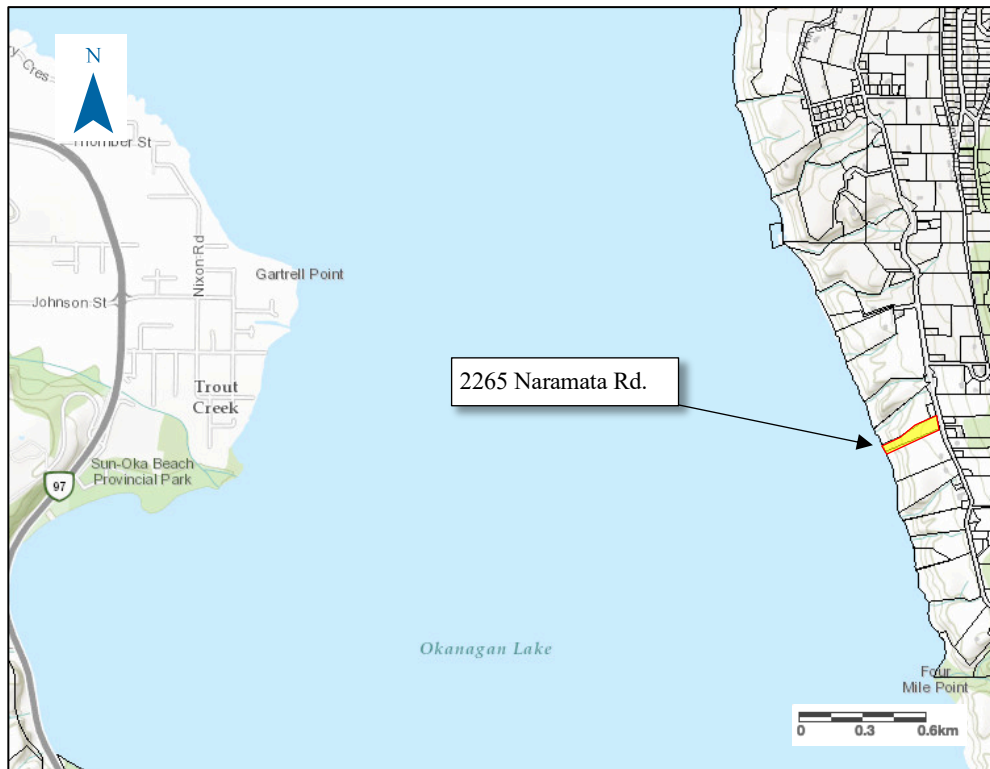 N
Cres
Thornber St
Nixon Rd
Gartrell Point
Johnson St
2265 Naramata Rd.
Trout
Creek
Sun-Oka Beach
Provincial Park
97
Okanagan Lake
Four
Mile Point
0 0.3 0.6km